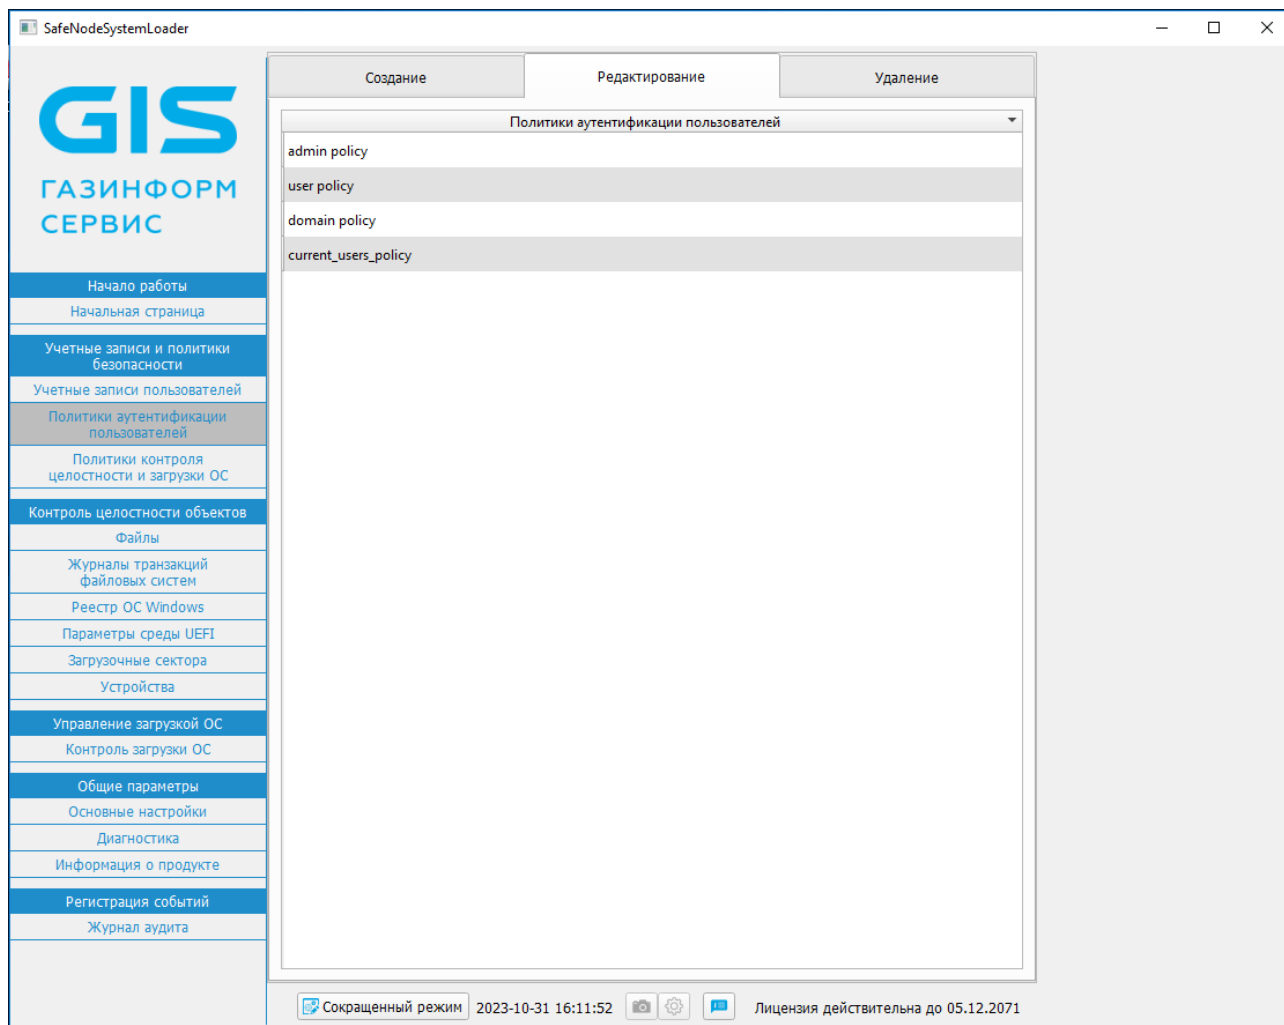 SafeNodeSystemLoader
GIS
ГАЗИНФОРМ
СЕРВИС
Начало работы
Начальная страница
Учетные записи и политики
безопасности
Учетные записи пользователей
Политики аутентификации
пользователей
Политики контроля
целостности и загрузки ОС
Контроль целостности объектов
Файлы
Журналы транзакций
файловых систем
Реестр ОС Windows
Параметры среды UEFI
Загрузочные сектора
Устройства
Управление загрузкой ОС
Контроль загрузки ОС
Общие параметры
Основные настройки
Диагностика
Информация о продукте
Регистрация событий
Журнал аудита
Создание
Редактирование
Удаление
Политики аутентификации пользователей
admin policy
user policy
domain policy
current_users_policy
Сокращенный режим
2023-10-31 16:11:52
Лицензия действительна до 05.12.2071